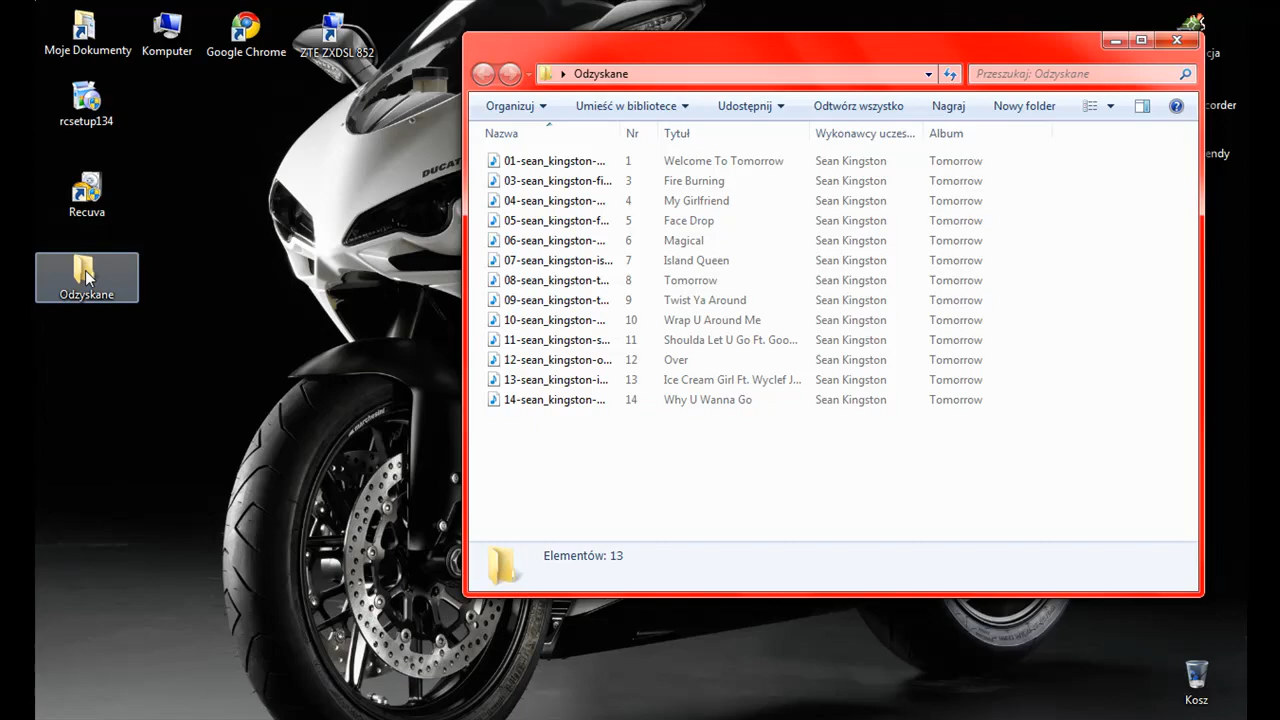 Moje Dokumenty
Komputer
Google Chrome
ZTE ZXDSL 852
rcsetup134
Recuva
Odzyskane
cja
order
endy
Kosz
DUCATI
marchesini
Odzyskane
Przeszukaj: Odzyskane
Organizuj Umieść w bibliotece Udostępnij Odtwórz wszystko Nagraj Nowy folder
Nazwa Nr Tytuł Wykonawcy uczes... Album
01-sean_kingston-... 1 Welcome To Tomorrow Sean Kingston Tomorrow
03-sean_kingston-fi... 3 Fire Burning Sean Kingston Tomorrow
04-sean_kingston-... 4 My Girlfriend Sean Kingston Tomorrow
05-sean_kingston-f... 5 Face Drop Sean Kingston Tomorrow
06-sean_kingston-... 6 Magical Sean Kingston Tomorrow
07-sean_kingston-is... 7 Island Queen Sean Kingston Tomorrow
08-sean_kingston-t... 8 Tomorrow Sean Kingston Tomorrow
09-sean_kingston-t... 9 Twist Ya Around Sean Kingston Tomorrow
10-sean_kingston-... 10 Wrap U Around Me Sean Kingston Tomorrow
11-sean_kingston-s... 11 Shoulda Let U Go Ft. Goo... Sean Kingston Tomorrow
12-sean_kingston-o... 12 Over Sean Kingston Tomorrow
13-sean_kingston-i... 13 Ice Cream Girl Ft. Wyclef J... Sean Kingston Tomorrow
14-sean_kingston-... 14 Why U Wanna Go Sean Kingston Tomorrow
Elementów: 13